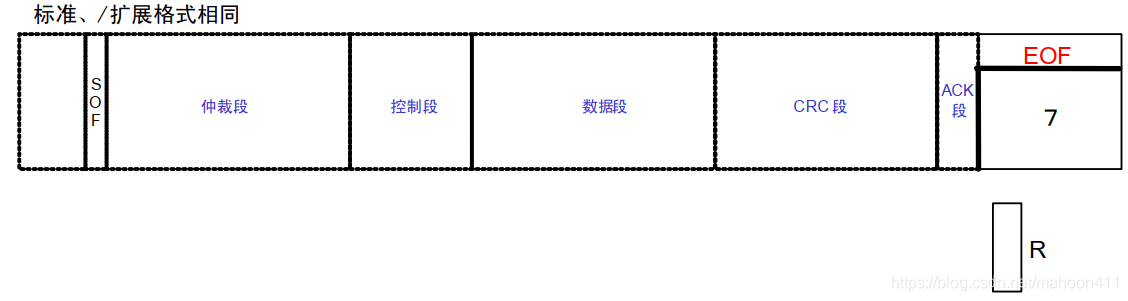 标准、/扩展格式相同
SOF
仲裁段
控制段
数据段
CRC 段
ACK
段
EOF
7
R
https://blog.csdn.net/mahoon411